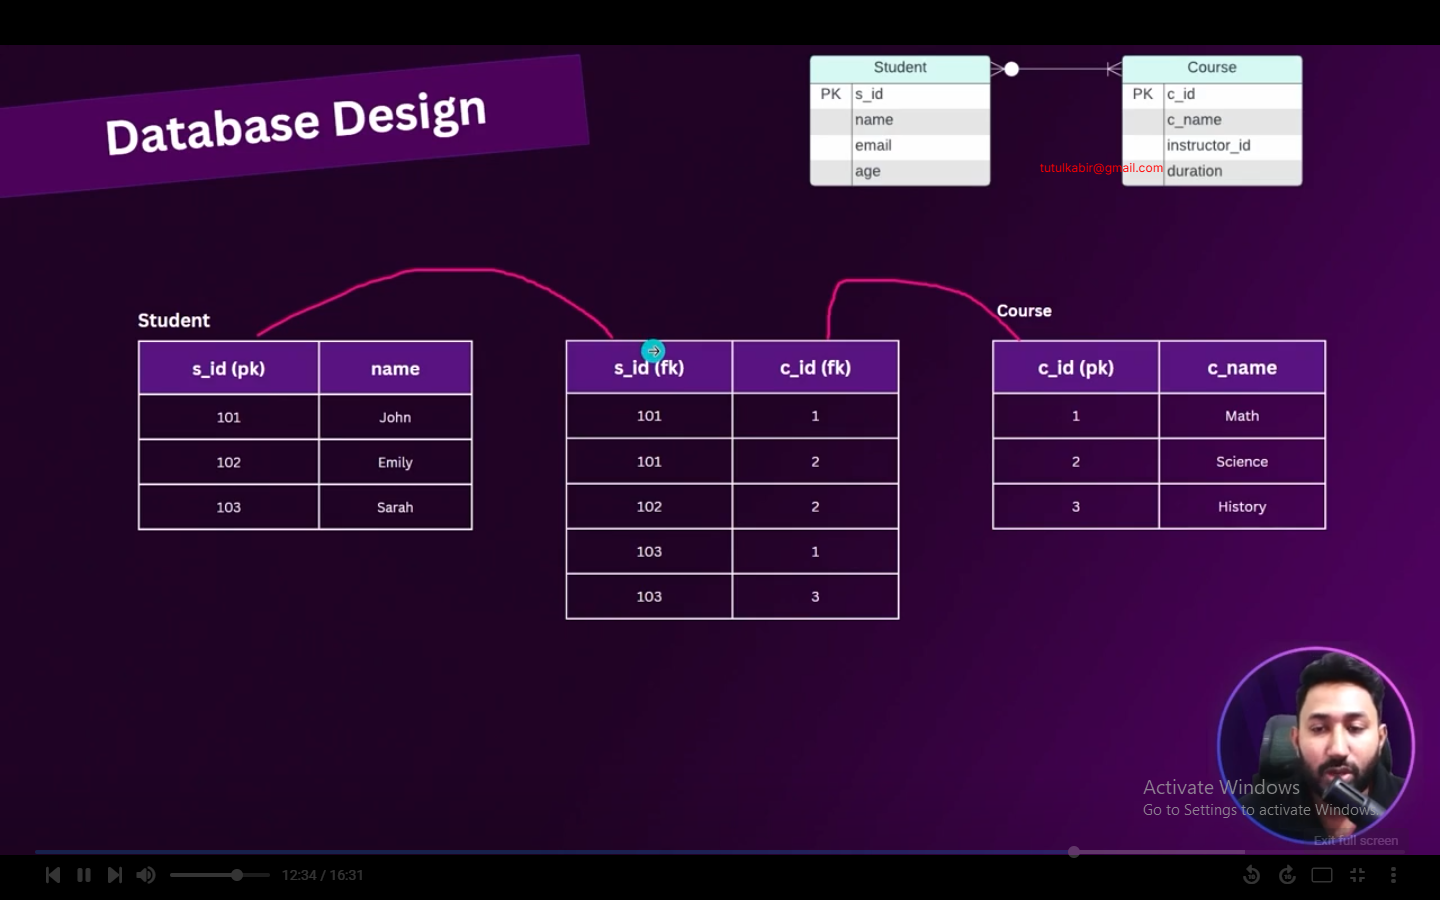 Database Design
Student
PK s_id
name
email
age
Course
PK c_id
c_name
instructor_id
duration
tutulkabir@gmail.com
Student
s_id (pk) name
101 John
102 Emily
103 Sarah
s_id (fk) c_id (fk)
101 1
101 2
102 2
103 1
103 3
Course
c_id (pk) c_name
1 Math
2 Science
3 History
Activate Windows
Go to Settings to activate Windows.
Exit full screen
12:34 / 16:31